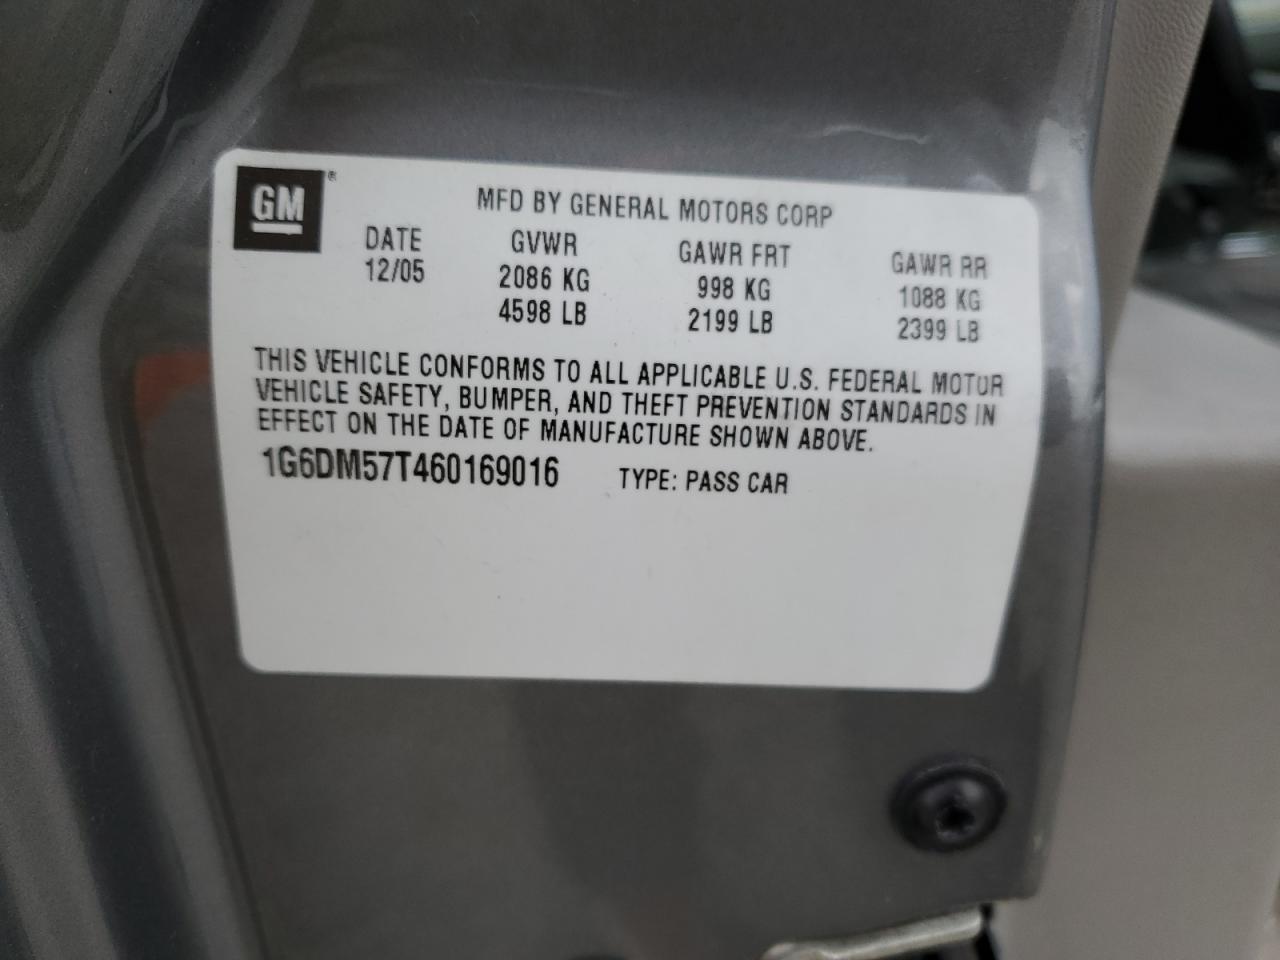 GM ®
MFD BY GENERAL MOTORS CORP
DATE GVWR GAWR FRT GAWR RR
12/05 2086 KG 998 KG 1088 KG
4598 LB 2199 LB 2399 LB
THIS VEHICLE CONFORMS TO ALL APPLICABLE U.S. FEDERAL MOTOR
VEHICLE SAFETY, BUMPER, AND THEFT PREVENTION STANDARDS IN
EFFECT ON THE DATE OF MANUFACTURE SHOWN ABOVE.
1G6DM57T460169016 TYPE: PASS CAR